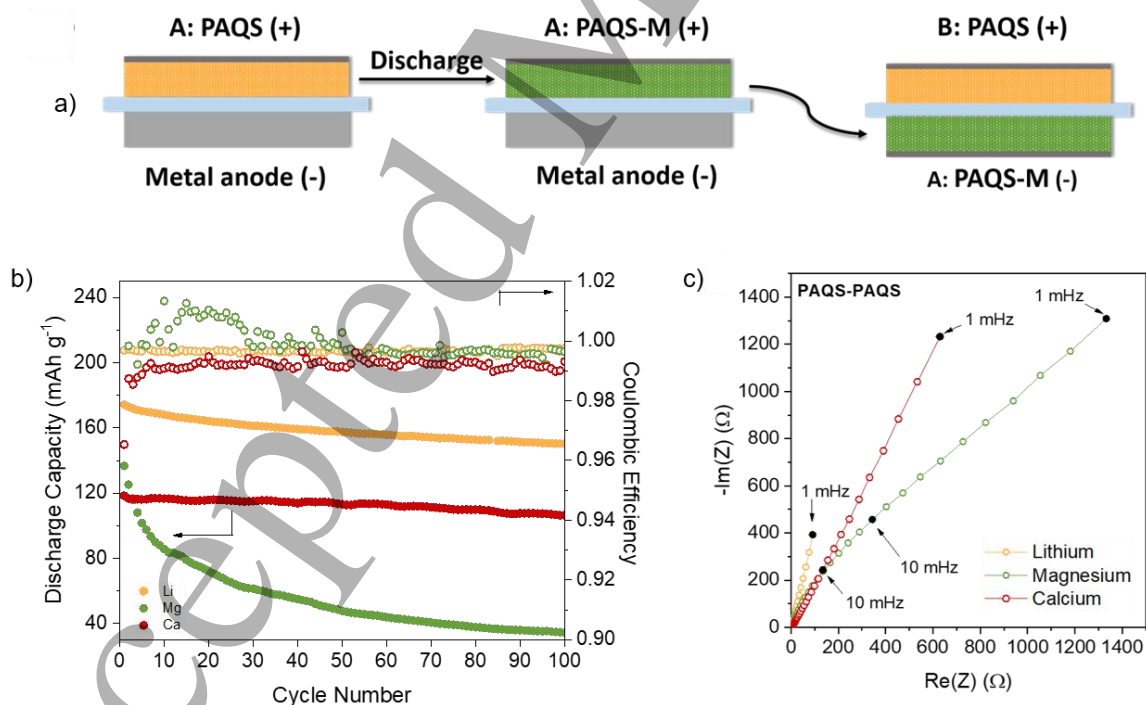 A: PAQS (+)
A: PAQS-M (+)
B: PAQS (+)
Discharge
a)
Metal anode (-)
Metal anode (-)
A: PAQS-M (-)
b)
Discharge Capacity (mAh g⁻¹)
240
200
160
120
80
40
1.02
1.00
0.98
0.96
0.94
0.92
0.90
Coulombic Efficiency
Li
Mg
Ca
0 10 20 30 40 50 60 70 80 90 100
Cycle Number
c)
PAQS-PAQS
-Im(Z) (Ω)
1400
1200
1000
800
600
400
200
0
1 mHz
1 mHz
1 mHz
10 mHz
10 mHz
Lithium
Magnesium
Calcium
0 200 400 600 800 1000 1200 1400
Re(Z) (Ω)
cepted M